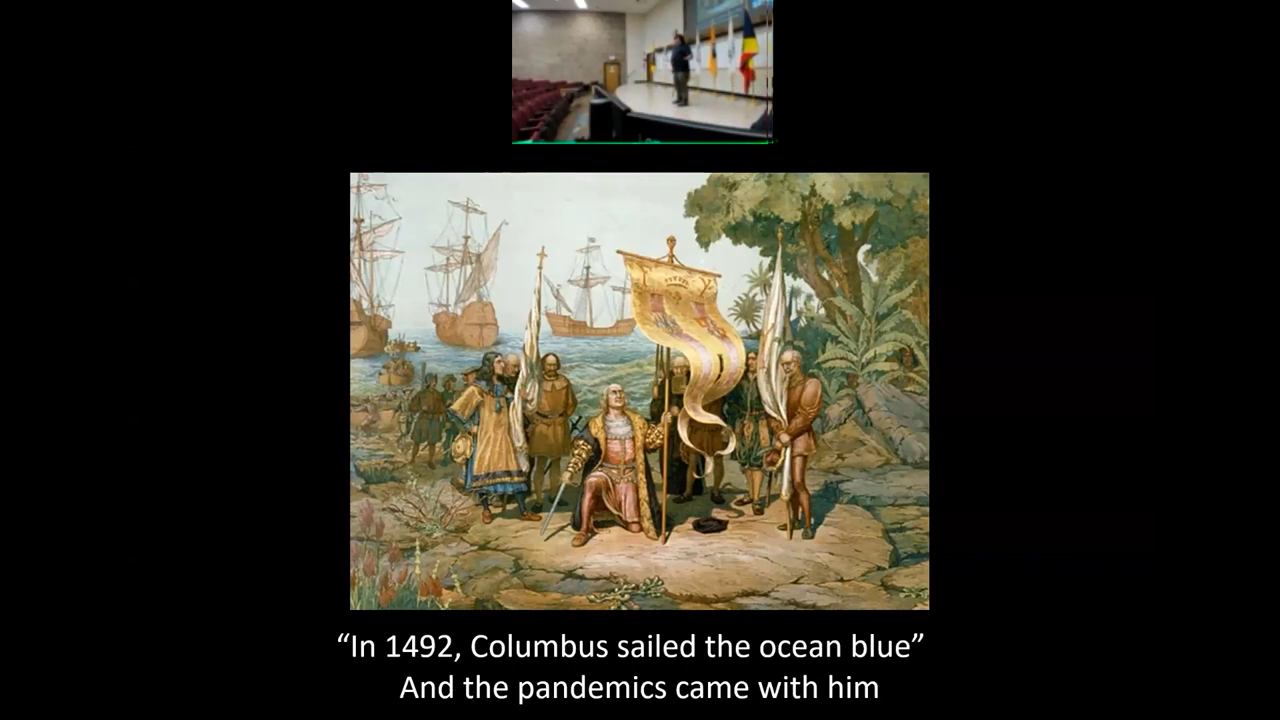 “In 1492, Columbus sailed the ocean blue”
And the pandemics came with him